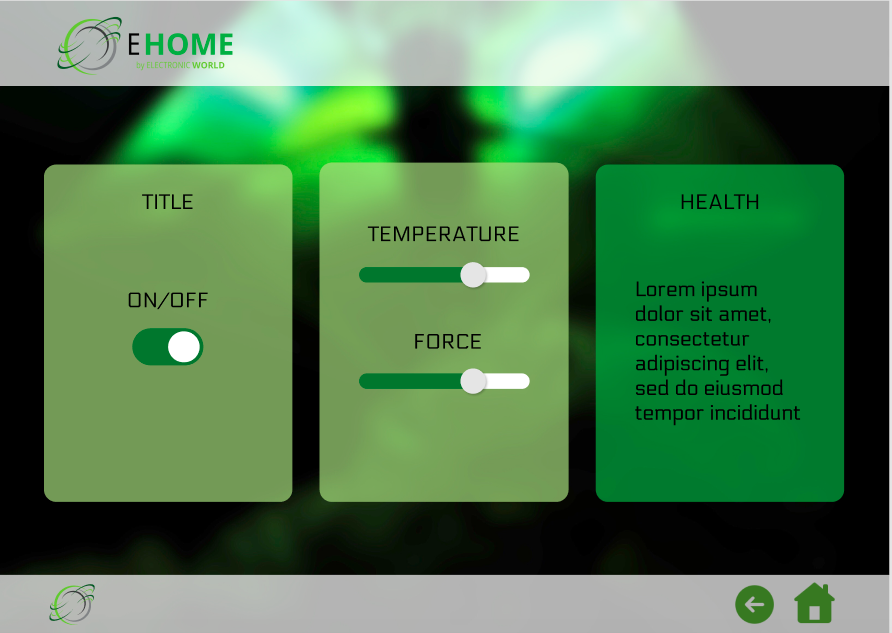 EHOME
by ELECTRONIC WORLD
TITLE
ON/OFF
TEMPERATURE
FORCE
HEALTH
Lorem ipsum
dolor sit amet,
consectetur
adipiscing elit,
sed do eiusmod
tempor incididunt